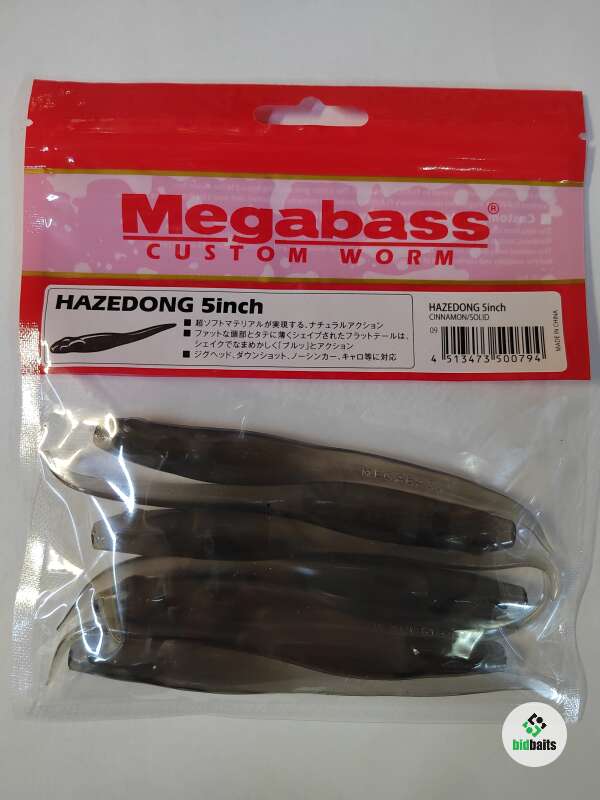 Megabass®
CUSTOM WORM
HAZEDONG 5inch
■ 超ソフトマテリアルが実現する、ナチュラルアクション
■ ファットな頭部とタテに薄くシェイプされたフラットテールは、
シェイクでなまめかしく「ブルッ」とアクション
■ ジグヘッド、ダウンショット、ノーシンカー、キャロ等に対応
HAZEDONG 5inch
CINNAMON/SOLID
09
4 513473 500794
MADE IN CHINA
MEGABASS
bidbaits